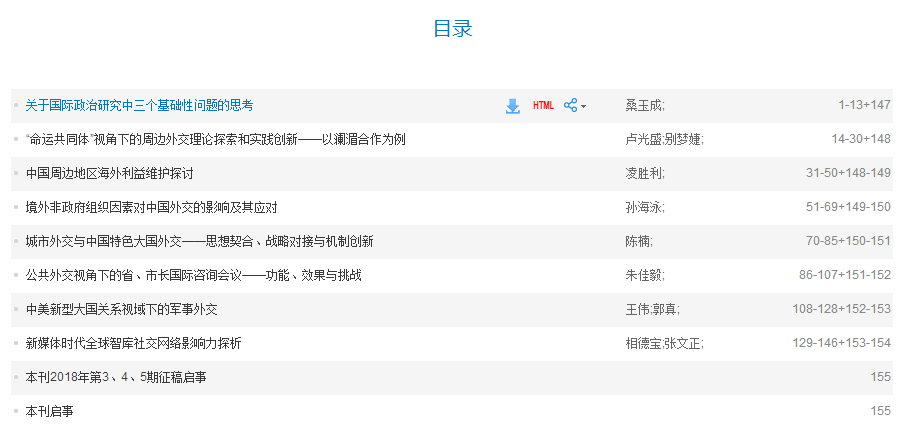 目录
关于国际政治研究中三个基础性问题的思考 HTML 桑玉成; 1-13+147
“命运共同体”视角下的周边外交理论探索和实践创新——以澜湄合作为例 卢光盛;别梦婕; 14-30+148
中国周边地区海外利益维护探讨 凌胜利; 31-50+148-149
境外非政府组织因素对中国外交的影响及其应对 孙海泳; 51-69+149-150
城市外交与中国特色大国外交——思想契合、战略对接与机制创新 陈楠; 70-85+150-151
公共外交视角下的省、市长国际咨询会议——功能、效果与挑战 朱佳毅; 86-107+151-152
中美新型大国关系视域下的军事外交 王伟;郭真; 108-128+152-153
新媒体时代全球智库社交网络影响力探析 相德宝;张文正; 129-146+153-154
本刊2018年第3、4、5期征稿启事 155
本刊启事 155